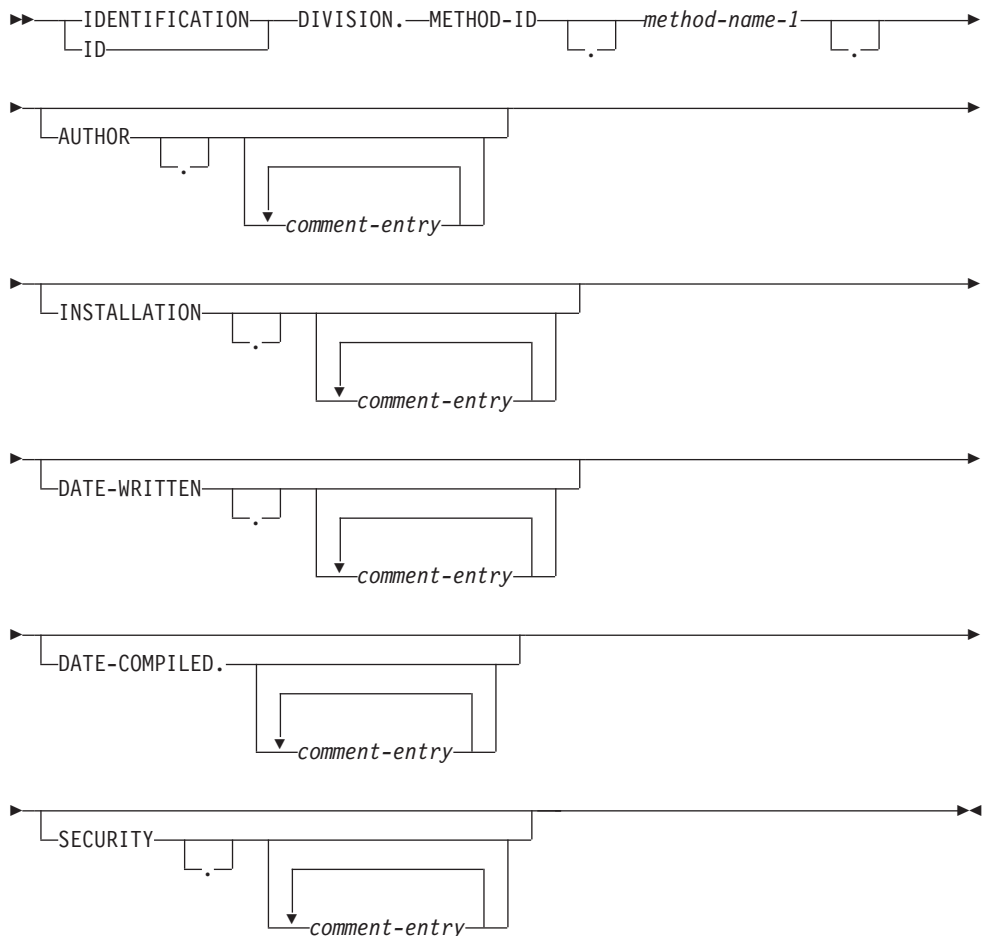 IDENTIFICATION DIVISION. METHOD-ID . method-name-1 .
ID
AUTHOR .
comment-entry
INSTALLATION .
comment-entry
DATE-WRITTEN .
comment-entry
DATE-COMPILED.
comment-entry
SECURITY .
comment-entry